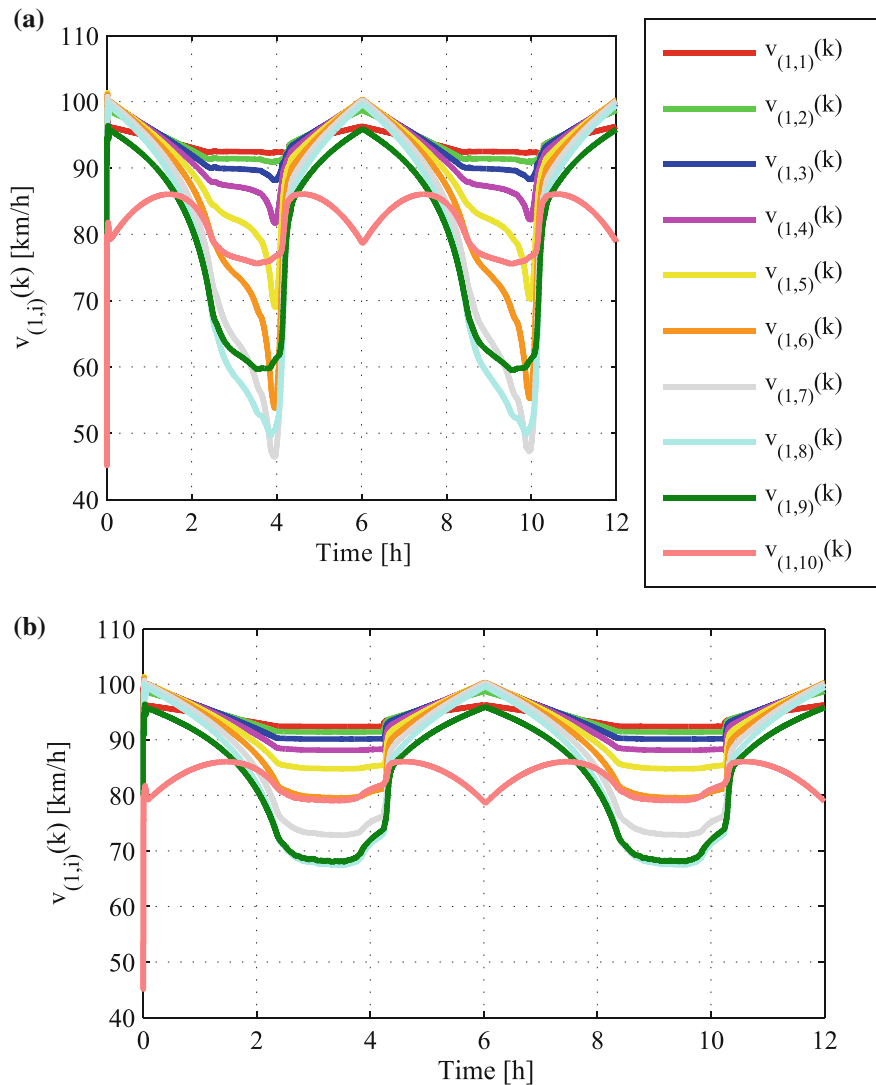 (a)
110
100
90
80
70
60
50
40
0
2
4
6
8
10
12
v(1,i)(k) [km/h]
Time [h]
v(1,1)(k)
v(1,2)(k)
v(1,3)(k)
v(1,4)(k)
v(1,5)(k)
v(1,6)(k)
v(1,7)(k)
v(1,8)(k)
v(1,9)(k)
v(1,10)(k)
(b)
110
100
90
80
70
60
50
40
0
2
4
6
8
10
12
v(1,i)(k) [km/h]
Time [h]